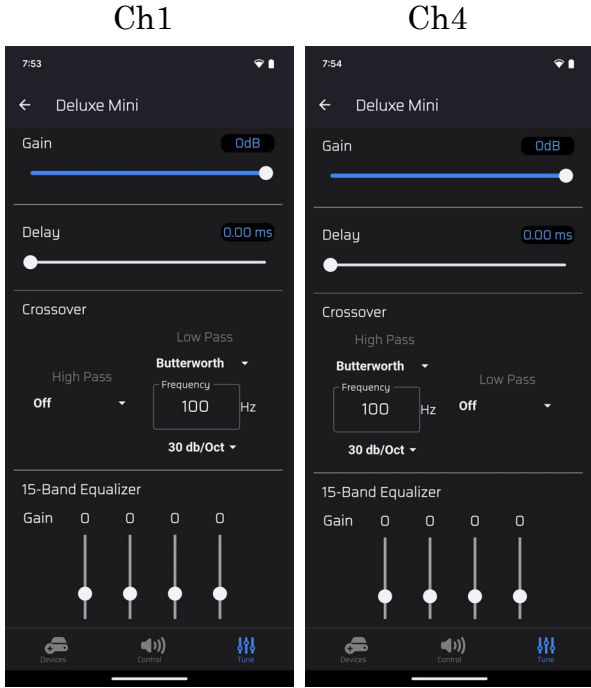 Ch1
7:53
Deluxe Mini
Gain 0dB
Delay 0.00 ms
Crossover
Low Pass
Butterworth
High Pass
Frequency
Off 100 Hz
30 db/Oct
15-Band Equalizer
Gain 0 0 0 0
Devices Control Tune
Ch4
7:54
Deluxe Mini
Gain 0dB
Delay 0.00 ms
Crossover
High Pass
Butterworth
Low Pass
Frequency
100 Hz Off
30 db/Oct
15-Band Equalizer
Gain 0 0 0 0
Devices Control Tune